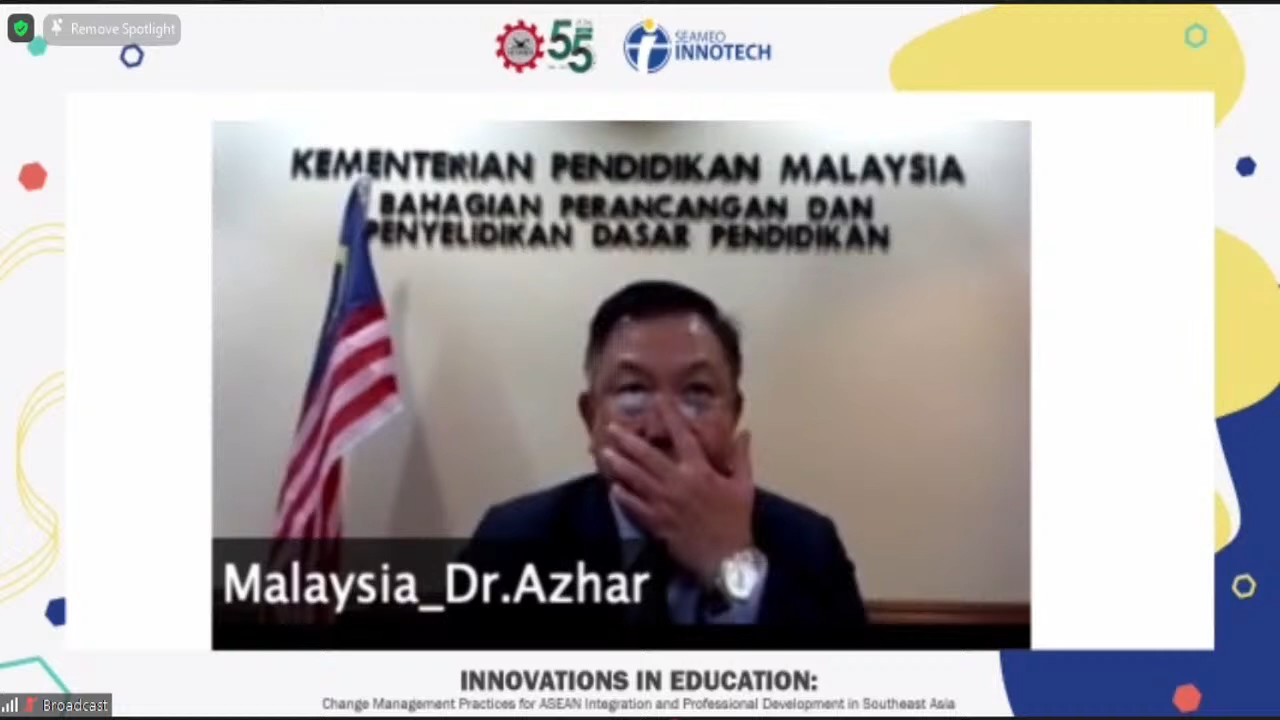 Remove Spotlight
55
SEAMEO
INNOTECH
KEMENTERIAN PENDIDIKAN MALAYSIA
BAHAGIAN PERANCANGAN DAN
PENYELIDIKAN DASAR PENDIDIKAN
Malaysia_Dr.Azhar
INNOVATIONS IN EDUCATION:
Change Management Practices for ASEAN Integration and Professional Development in Southeast Asia
Broadcast